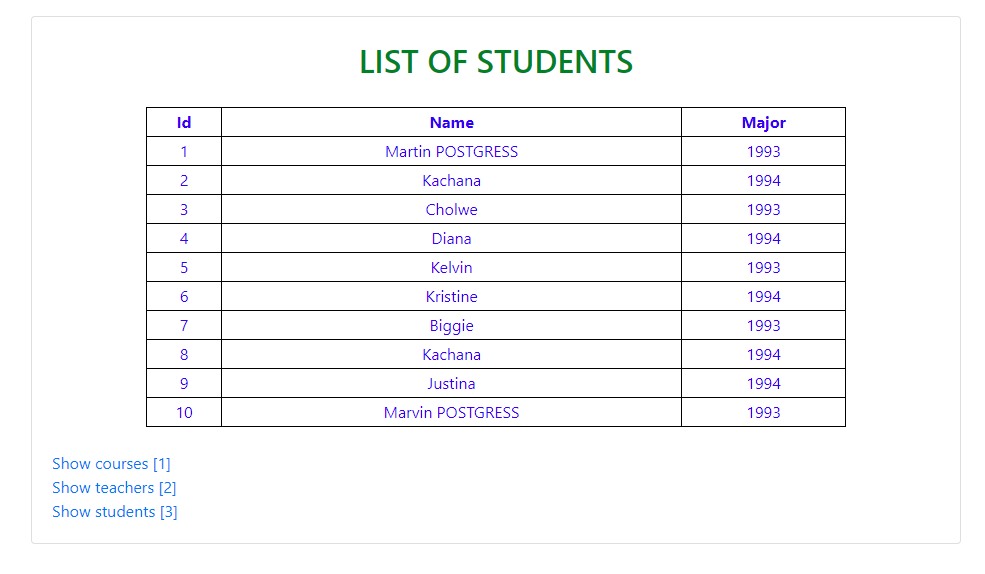 LIST OF STUDENTS
Id Name Major
1 Martin POSTGRESS 1993
2 Kachana 1994
3 Cholwe 1993
4 Diana 1994
5 Kelvin 1993
6 Kristine 1994
7 Biggie 1993
8 Kachana 1994
9 Justina 1994
10 Marvin POSTGRESS 1993
Show courses [1]
Show teachers [2]
Show students [3]